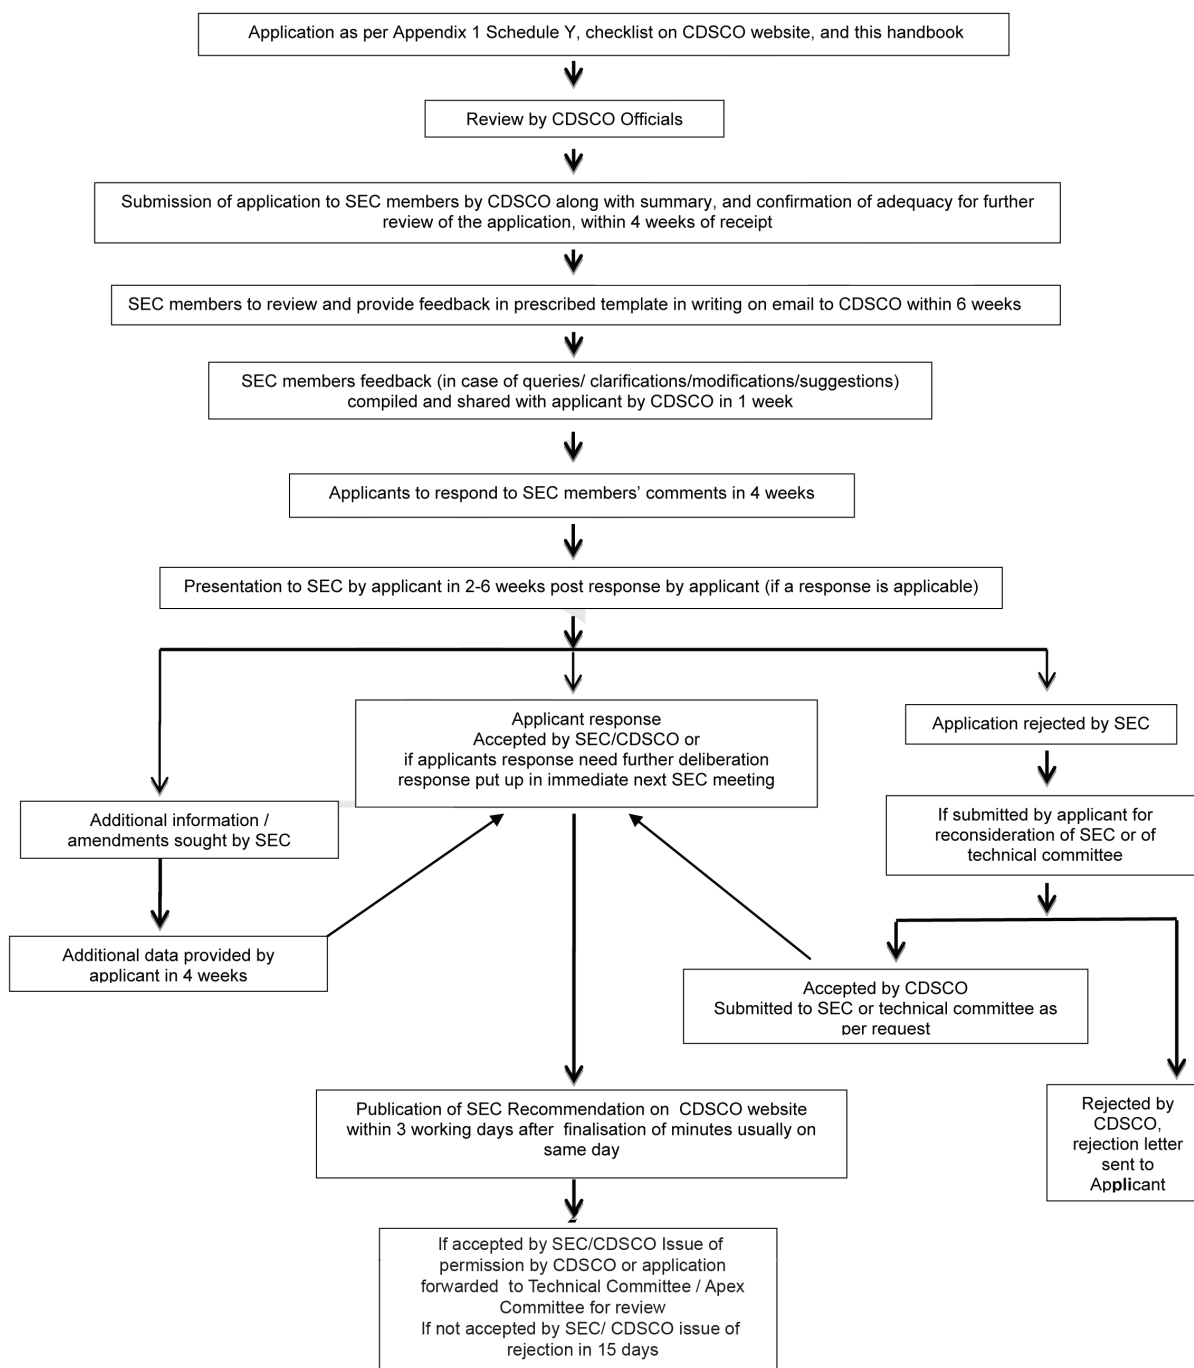 Application as per Appendix 1 Schedule Y, checklist on CDSCO website, and this handbook
Review by CDSCO Officials
Submission of application to SEC members by CDSCO along with summary, and confirmation of adequacy for further
review of the application, within 4 weeks of receipt
SEC members to review and provide feedback in prescribed template in writing on email to CDSCO within 6 weeks
SEC members feedback (in case of queries/ clarifications/modifications/suggestions)
compiled and shared with applicant by CDSCO in 1 week
Applicants to respond to SEC members’ comments in 4 weeks
Presentation to SEC by applicant in 2-6 weeks post response by applicant (if a response is applicable)
Applicant response
Accepted by SEC/CDSCO or
if applicants response need further deliberation
response put up in immediate next SEC meeting
Application rejected by SEC
Additional information /
amendments sought by SEC
If submitted by applicant for
reconsideration of SEC or of
technical committee
Additional data provided by
applicant in 4 weeks
Accepted by CDSCO
Submitted to SEC or technical committee as
per request
Publication of SEC Recommendation on CDSCO website
within 3 working days after finalisation of minutes usually on
same day
Rejected by
CDSCO,
rejection letter
sent to
Applicant
If accepted by SEC/CDSCO Issue of
permission by CDSCO or application
forwarded to Technical Committee / Apex
Committee for review
If not accepted by SEC/ CDSCO issue of
rejection in 15 days